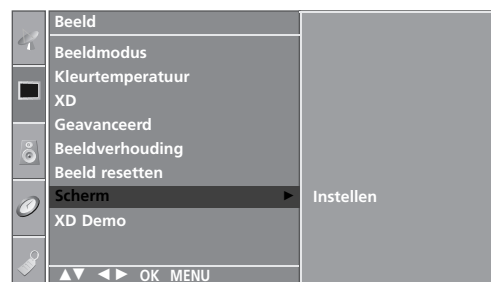 Beeld
Beeldmodus
Kleurtemperatuur
XD
Geavanceerd
Beeldverhouding
Beeld resetten
Scherm ► Instellen
XD Demo
▲▼ ◄► OK MENU